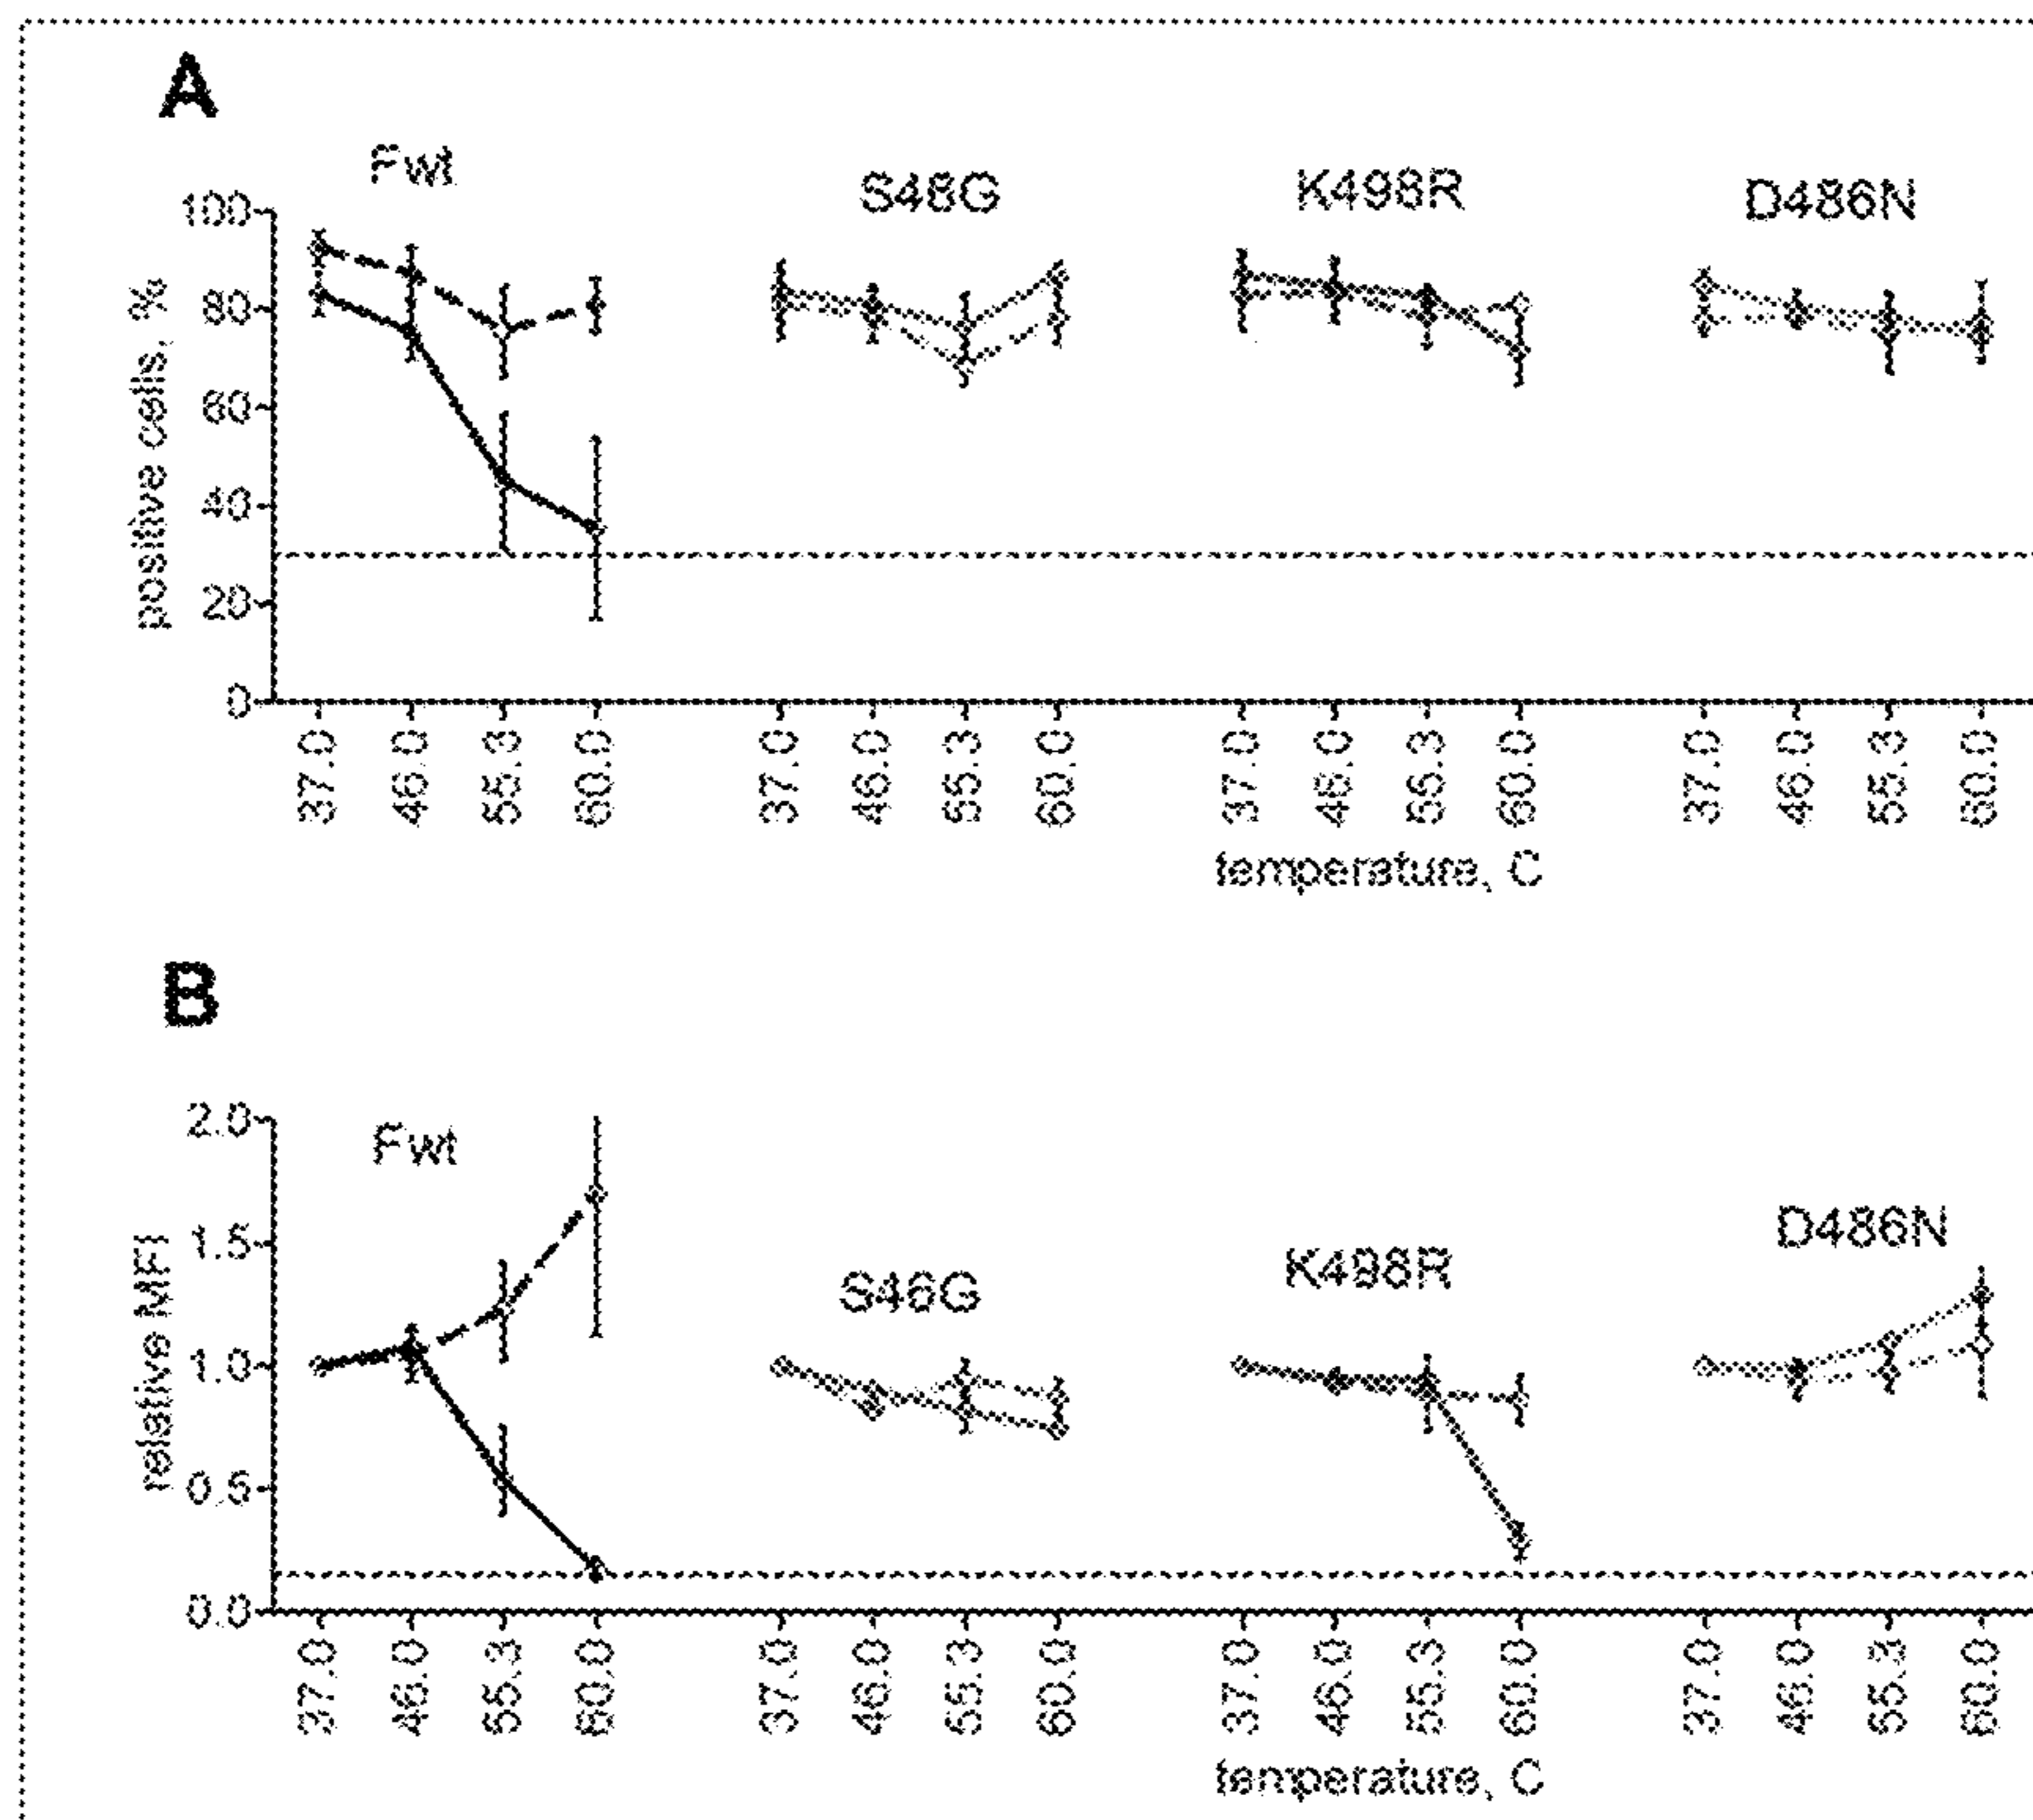 A
Fwt
S46G
K498R
D486N
positive cells, %
100
80
60
40
20
0
37.0 46.0 55.3 60.0 37.0 46.0 55.3 60.0 37.0 46.0 55.3 60.0 37.0 46.0 55.3 60.0
temperature, C
B
Fwt
S46G
K498R
D486N
relative MFI
2.0
1.5
1.0
0.5
0.0
37.0 46.0 55.3 60.0 37.0 46.0 55.3 60.0 37.0 46.0 55.3 60.0 37.0 46.0 55.3 60.0
temperature, C